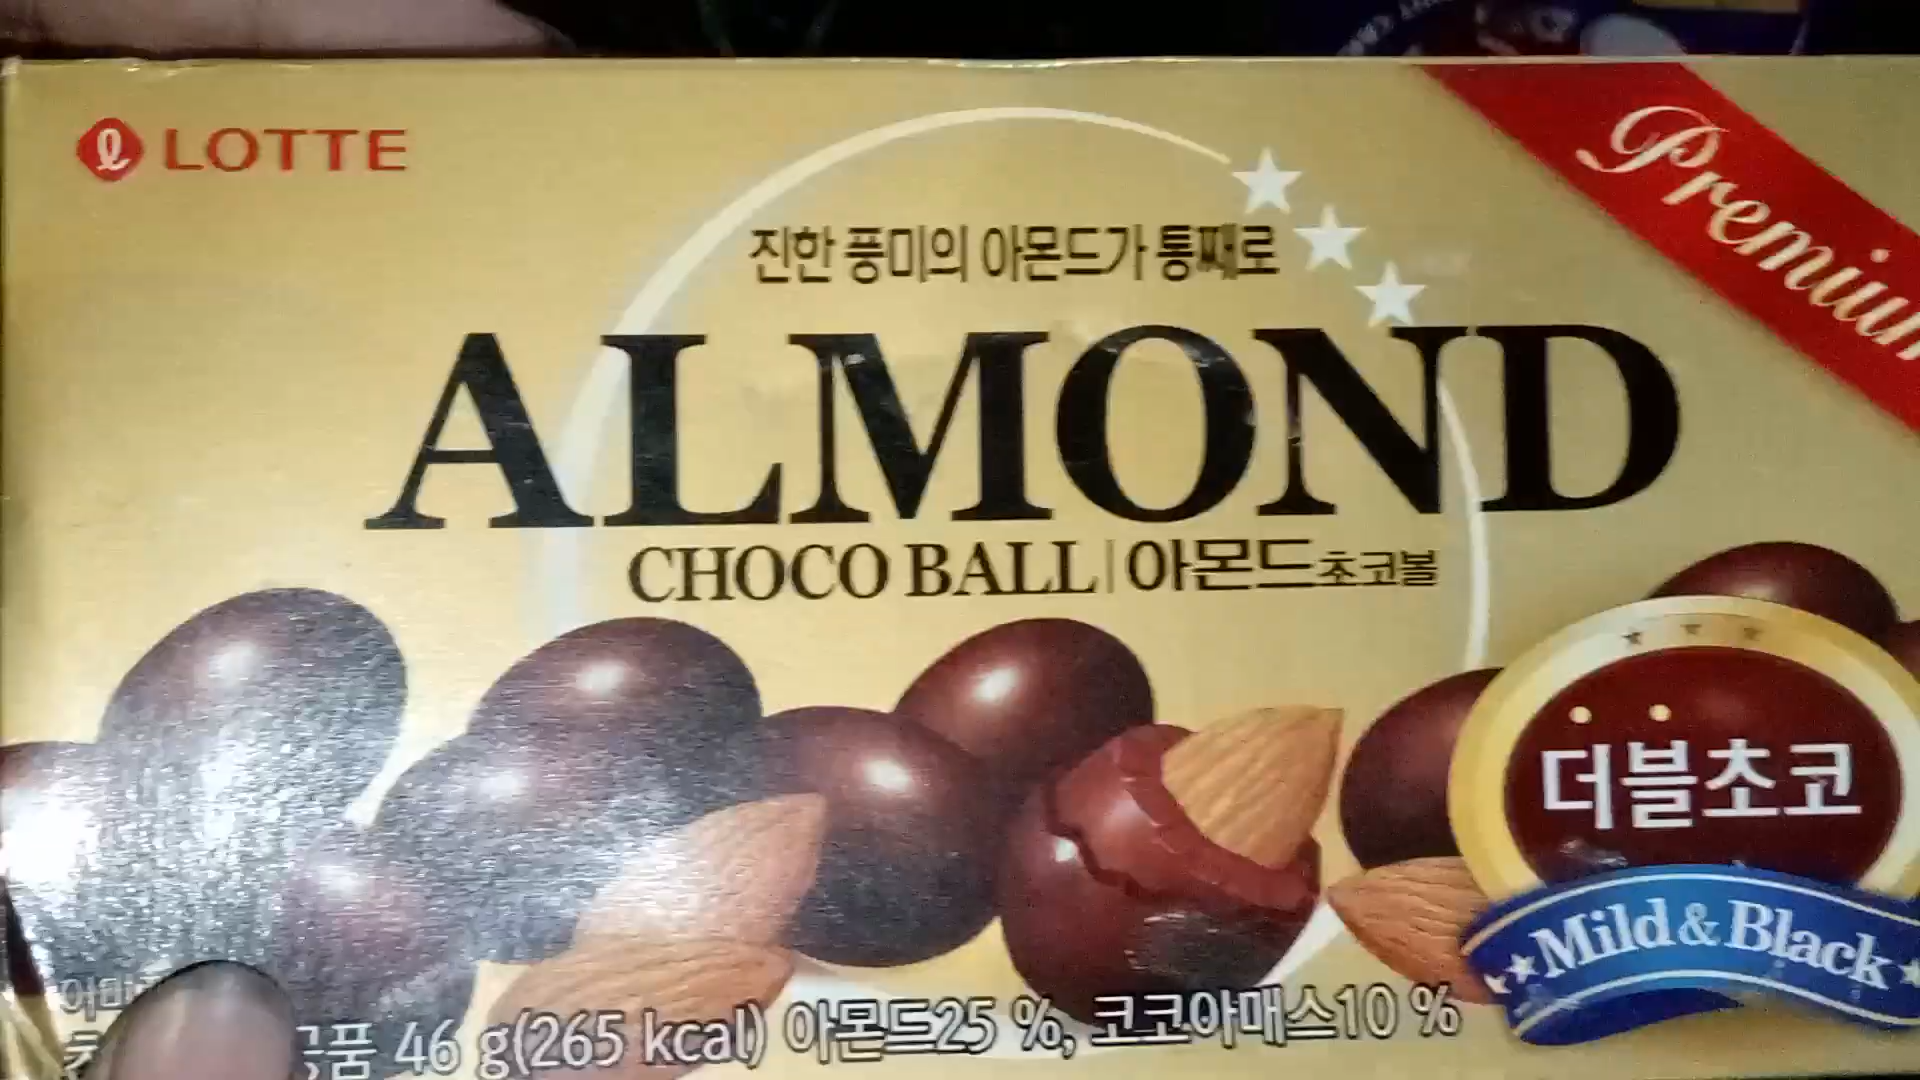 LOTTE
Premium
진한 풍미의 아몬드가 통째로
ALMOND
CHOCO BALL | 아몬드초코볼
더블초코
Mild & Black
46 g(265 kcal) 아몬드25 %, 코코아매스10 %